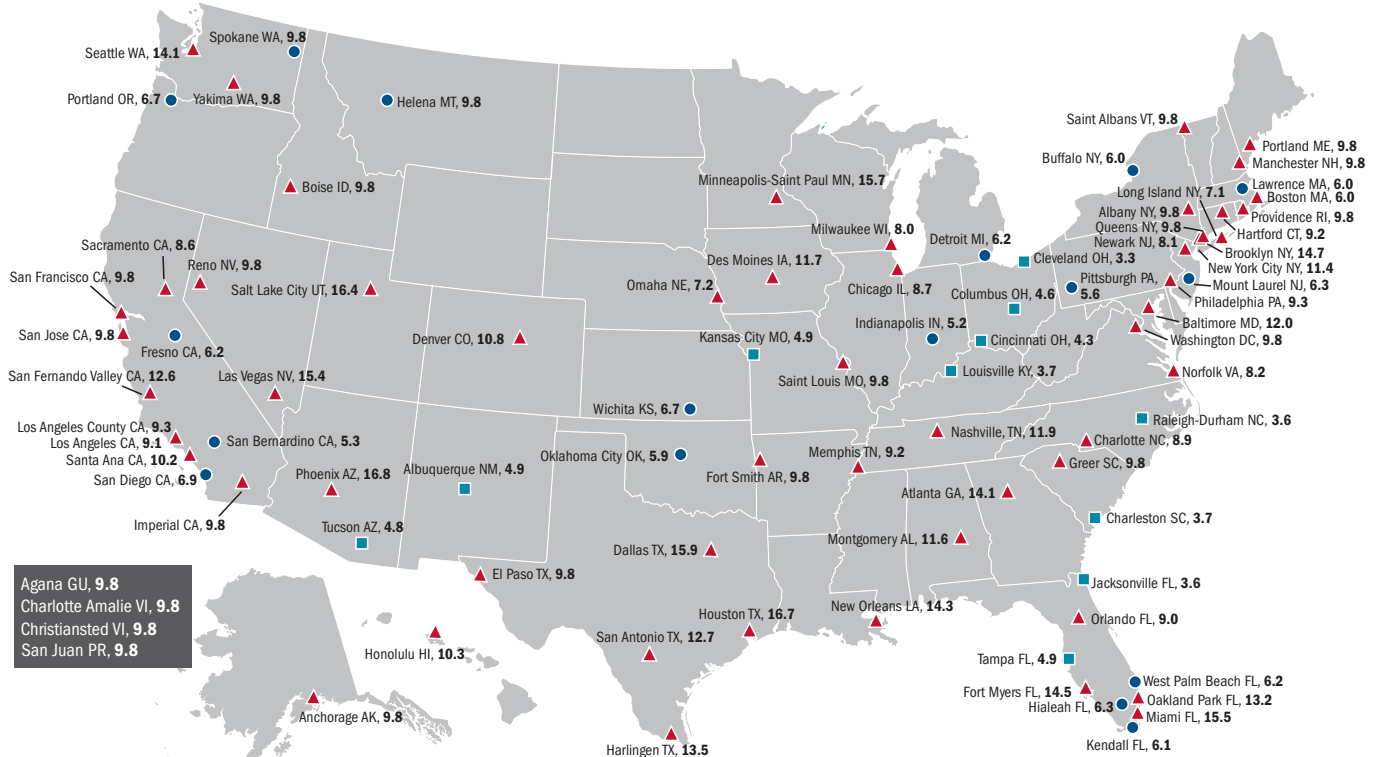 Spokane WA, 9.8
Seattle WA, 14.1
Portland OR, 6.7
Yakima WA, 9.8
Helena MT, 9.8
Boise ID, 9.8
Saint Albans VT, 9.8
Portland ME, 9.8
Manchester NH, 9.8
Buffalo NY, 6.0
Lawrence MA, 6.0
Long Island NY, 7.1
Boston MA, 6.0
Albany NY, 9.8
Providence RI, 9.8
Queens NY, 9.8
Hartford CT, 9.2
Newark NJ, 8.1
Brooklyn NY, 14.7
New York City NY, 11.4
Mount Laurel NJ, 6.3
Philadelphia PA, 9.3
Baltimore MD, 12.0
Washington DC, 9.8
Minneapolis-Saint Paul MN, 15.7
Milwaukee WI, 8.0
Detroit MI, 6.2
Cleveland OH, 3.3
Pittsburgh PA,
5.6
Columbus OH, 4.6
Des Moines IA, 11.7
Omaha NE, 7.2
Chicago IL, 8.7
Indianapolis IN, 5.2
Cincinnati OH, 4.3
Kansas City MO, 4.9
Saint Louis MO, 9.8
Louisville KY, 3.7
Norfolk VA, 8.2
Sacramento CA, 8.6
San Francisco CA, 9.8
Reno NV, 9.8
Salt Lake City UT, 16.4
San Jose CA, 9.8
Fresno CA, 6.2
Denver CO, 10.8
San Fernando Valley CA, 12.6
Las Vegas NV, 15.4
Wichita KS, 6.7
Raleigh-Durham NC, 3.6
Los Angeles County CA, 9.3
Los Angeles CA, 9.1
San Bernardino CA, 5.3
Santa Ana CA, 10.2
San Diego CA, 6.9
Imperial CA, 9.8
Phoenix AZ, 16.8
Albuquerque NM, 4.9
Tucson AZ, 4.8
Oklahoma City OK, 5.9
Fort Smith AR, 9.8
Memphis TN, 9.2
Nashville, TN, 11.9
Charlotte NC, 8.9
Greer SC, 9.8
Atlanta GA, 14.1
Charleston SC, 3.7
Montgomery AL, 11.6
Dallas TX, 15.9
El Paso TX, 9.8
Jacksonville FL, 3.6
Houston TX, 16.7
New Orleans LA, 14.3
Orlando FL, 9.0
San Antonio TX, 12.7
Tampa FL, 4.9
Fort Myers FL, 14.5
West Palm Beach FL, 6.2
Hialeah FL, 6.3
Oakland Park FL, 13.2
Miami FL, 15.5
Kendall FL, 6.1
Harlingen TX, 13.5
Agana GU, 9.8
Charlotte Amalie VI, 9.8
Christiansted VI, 9.8
San Juan PR, 9.8
Honolulu HI, 10.3
Anchorage AK, 9.8